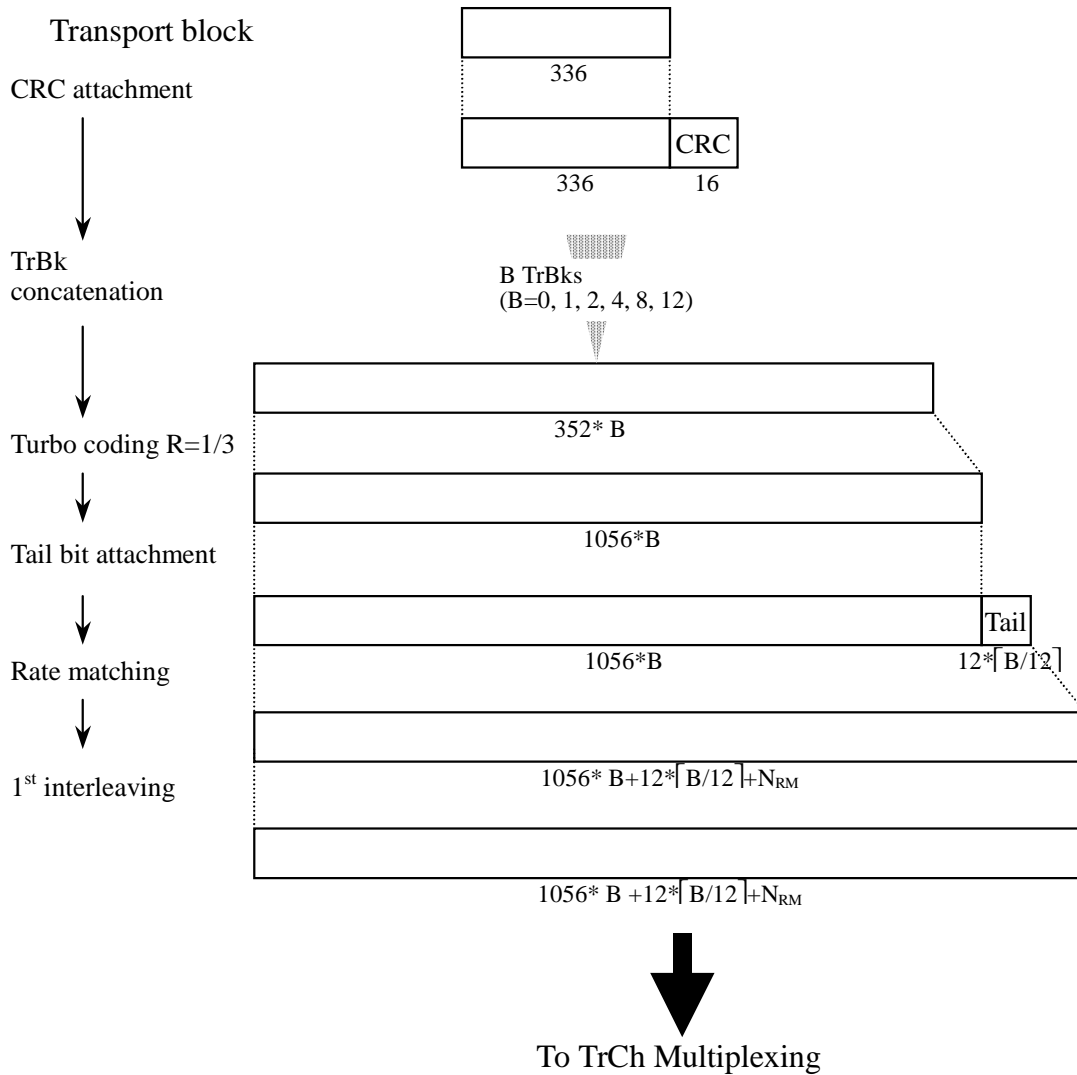 Transport block
336
CRC attachment
CRC
336 16
TrBk
concatenation
B TrBks
(B=0, 1, 2, 4, 8, 12)
352* B
Turbo coding R=1/3
1056*B
Tail bit attachment
Tail
1056*B 12*⌈B/12⌉
Rate matching
1056* B+12*⌈B/12⌉+NRM
1st interleaving
1056* B +12*⌈B/12⌉+NRM
To TrCh Multiplexing